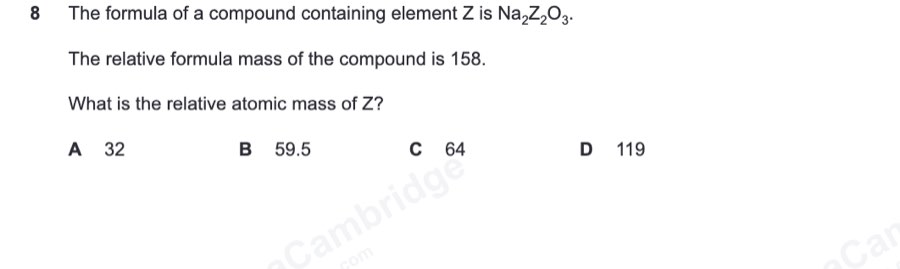 8 The formula of a compound containing element Z is Na₂Z₂O₃.
The relative formula mass of the compound is 158.
What is the relative atomic mass of Z?
A 32 B 59.5 C 64 D 119
Cambridge
.com